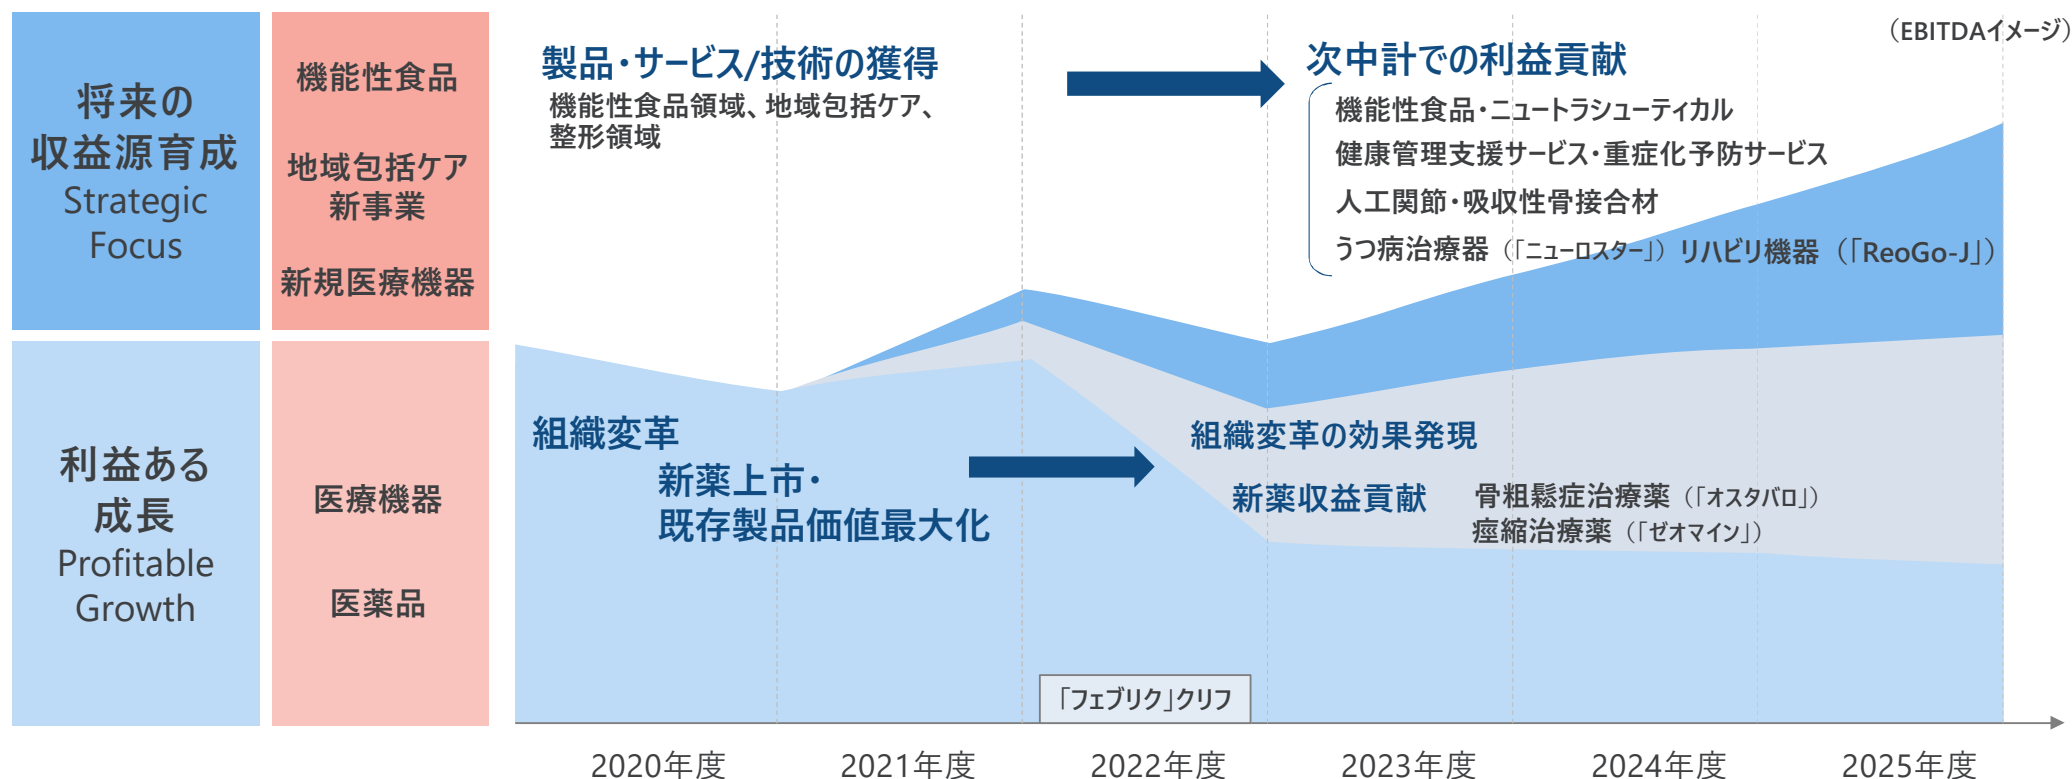 (EBITDAイメージ)
将来の
収益源育成
Strategic
Focus
機能性食品
地域包括ケア
新事業
新規医療機器
製品・サービス/技術の獲得
機能性食品領域、地域包括ケア、
整形領域
次中計での利益貢献
機能性食品・ニュートラシューティカル
健康管理支援サービス・重症化予防サービス
人工関節・吸収性骨接合材
うつ病治療器（「ニューロスター」）リハビリ機器（「ReoGo-J」）
利益ある
成長
Profitable
Growth
医療機器
医薬品
組織変革
新薬上市・
既存製品価値最大化
組織変革の効果発現
新薬収益貢献
骨粗鬆症治療薬（「オスタバロ」）
痙縮治療薬（「ゼオマイン」）
「フェブリク」クリフ
2020年度 2021年度 2022年度 2023年度 2024年度 2025年度